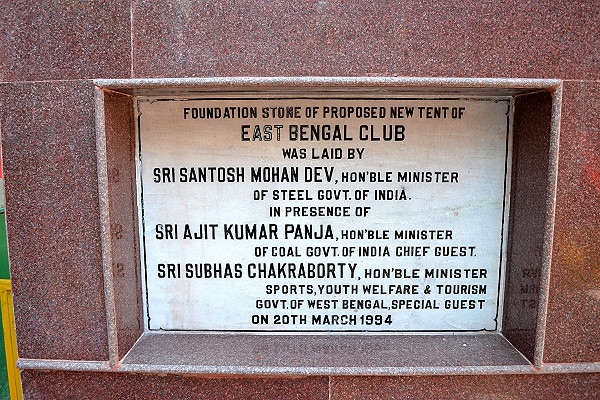 FOUNDATION STONE OF PROPOSED NEW TENT OF
EAST BENGAL CLUB
WAS LAID BY
SRI SANTOSH MOHAN DEV, HON'BLE MINISTER
OF STEEL GOVT. OF INDIA.
IN PRESENCE OF
SRI AJIT KUMAR PANJA, HON'BLE MINISTER
OF COAL GOVT. OF INDIA CHIEF GUEST.
SRI SUBHAS CHAKRABORTY, HON'BLE MINISTER
SPORTS, YOUTH WELFARE & TOURISM
GOVT. OF WEST BENGAL, SPECIAL GUEST
ON 20TH MARCH 1994